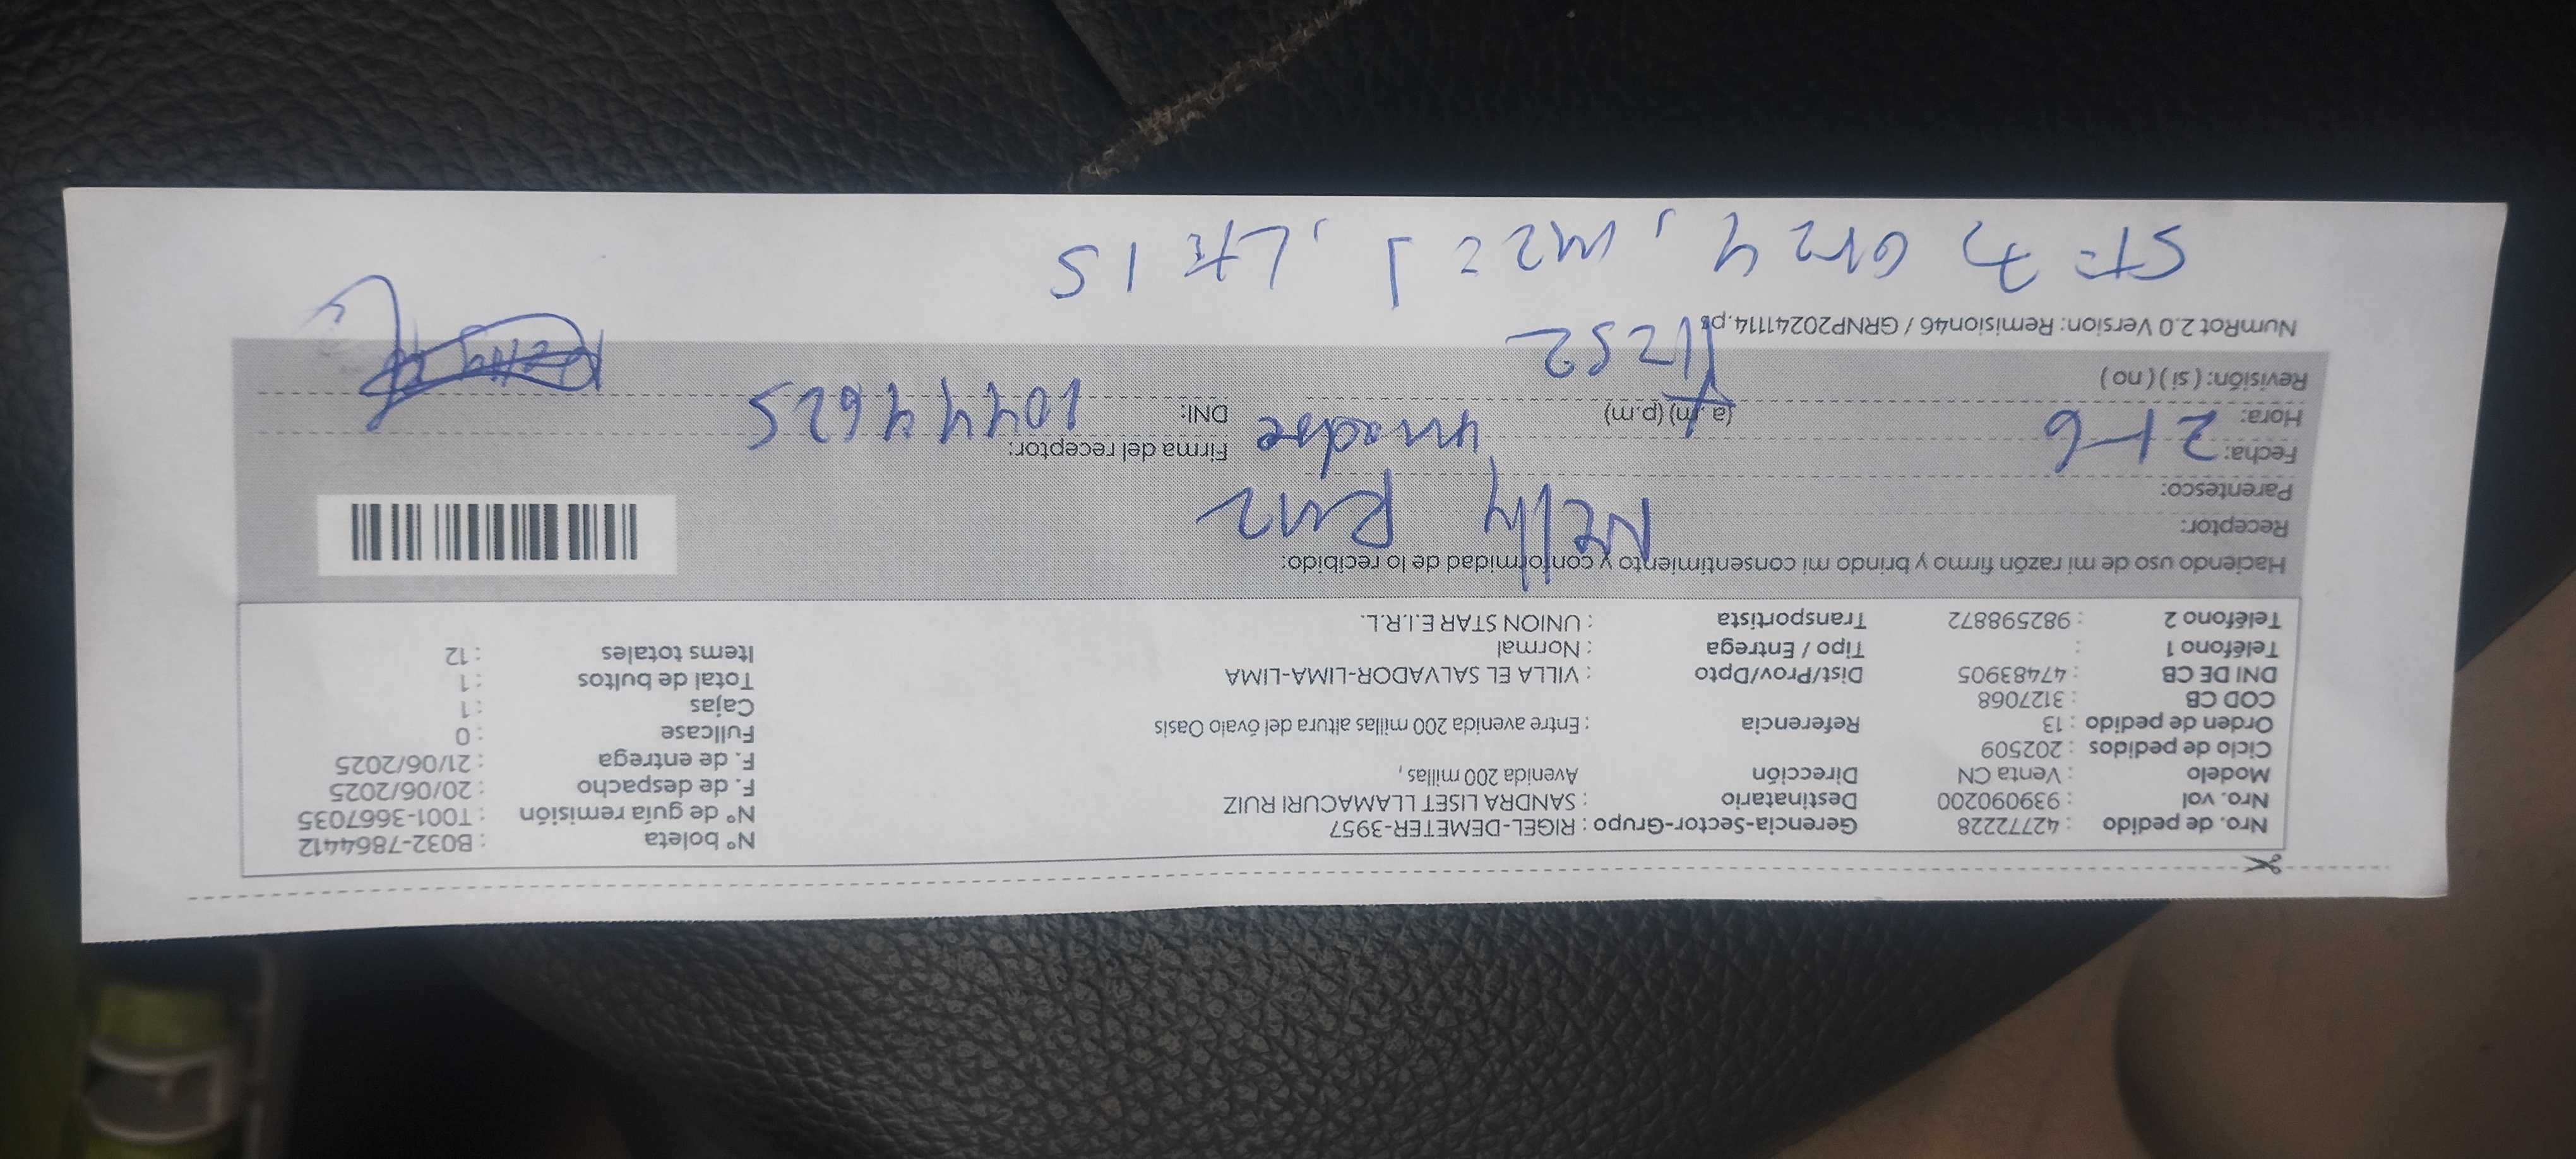 Nro. de pedido : 42772228 Gerencia-Sector-Grupo : RIGEL-DEMETER-3957 N° boleta : B032-7864412
Nro. vol : 939090200 Destinatario : SANDRA LISET LLAMACURI RUIZ N° de guía remisión : T001-3667035
Modelo : Venta CN Dirección Avenida 200 millas, F. de despacho : 20/06/2025
Ciclo de pedidos : 202509 F. de entrega : 21/06/2025
Orden de pedido : 13 Referencia : Entre avenida 200 millas altura del óvalo Oasis Fullcase : 0
COD CB : 3127068 Cajas : 1
DNI DE CB : 47483905 Dist/Prov/Dpto : VILLA EL SALVADOR-LIMA-LIMA Total de bultos : 1
Teléfono 1 : Tipo / Entrega : Normal Items totales : 12
Teléfono 2 : 982598872 Transportista : UNION STAR E.I.R.L.
Haciendo uso de mi razón firmo y brindo mi consentimiento y conformidad de lo recibido:
Receptor: Nelly Ruiz
Parentesco:
Fecha: 21-6 madre Firma del receptor:
Hora: (a.m) (p.m) DNI: 10444625
Revisión: ( si ) ( no ) 1252
NumRot 2.0 Version: Remision46 / GRNP20241114.ps
ST= 7, Gr2 4, M2= 1, LT= 15